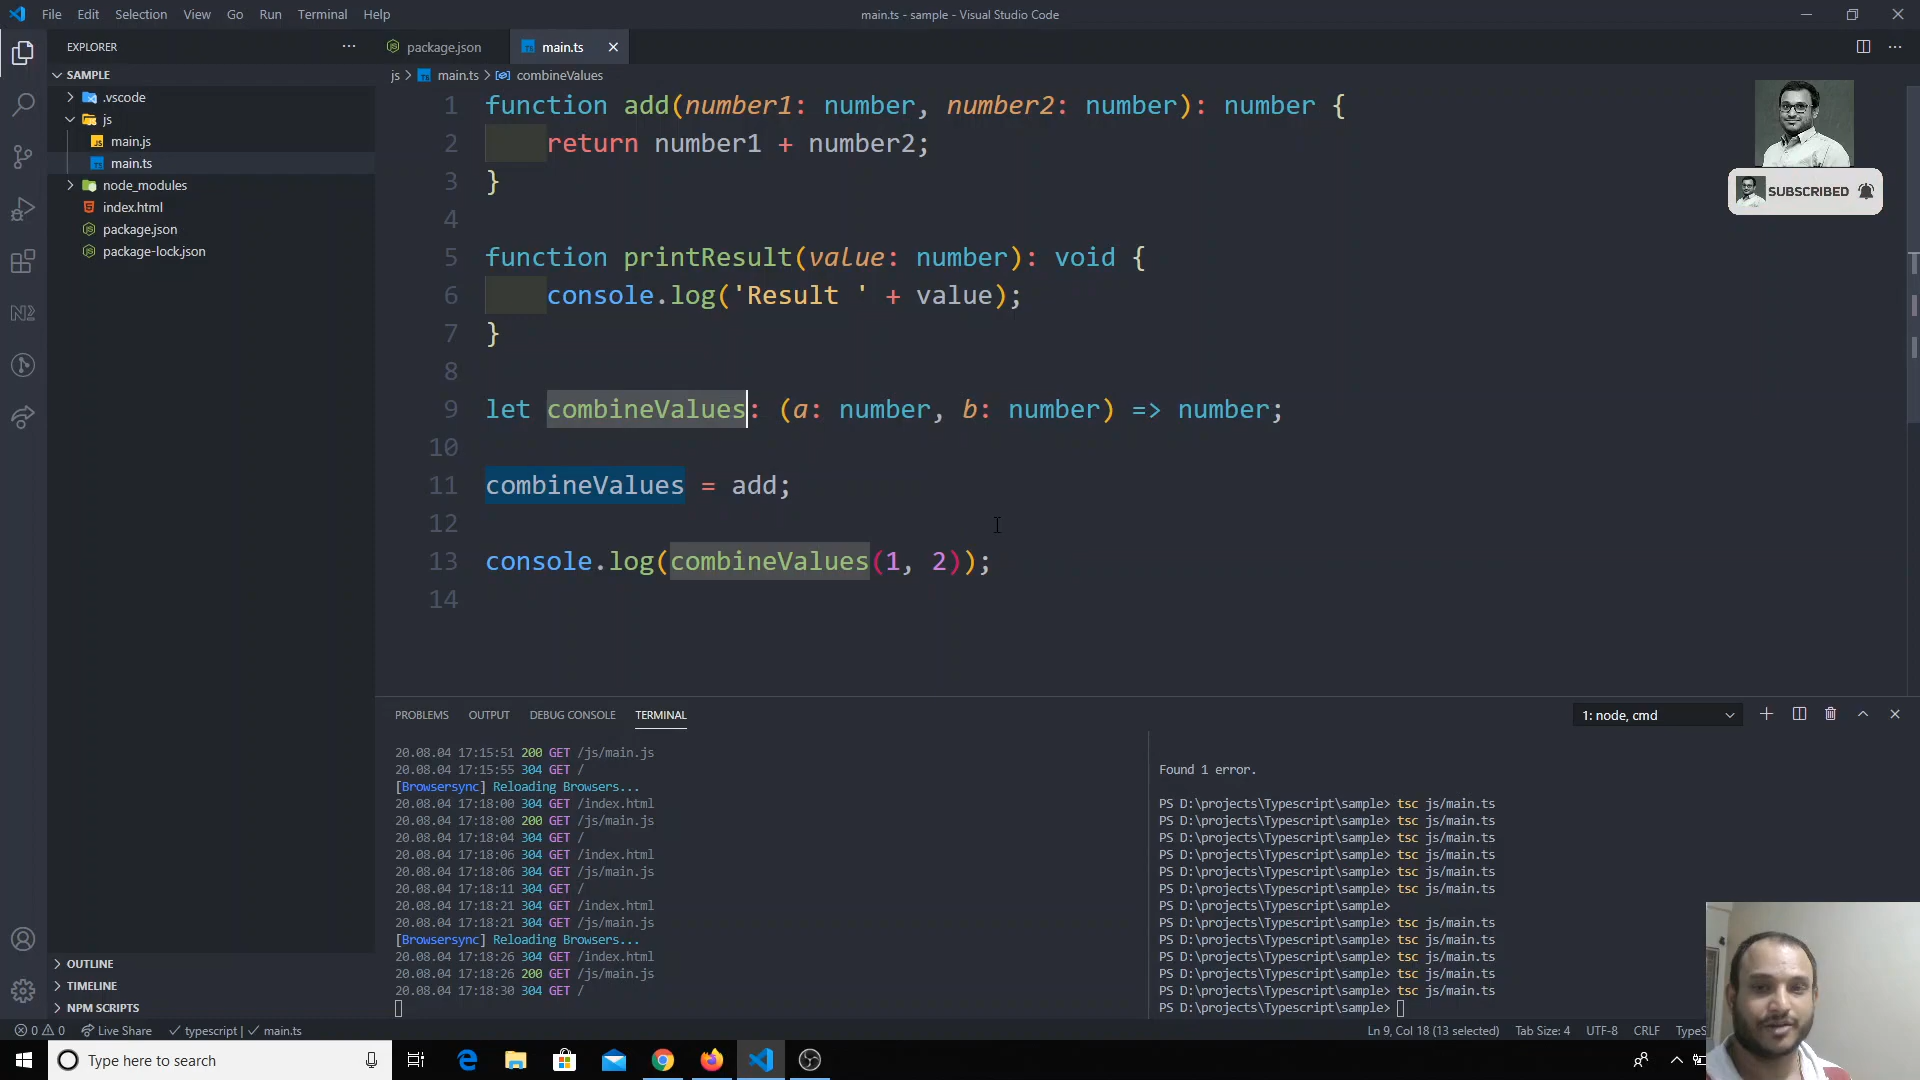 File Edit Selection View Go Run Terminal Help
main.ts - sample - Visual Studio Code
EXPLORER
SAMPLE
.vscode
js
main.js
main.ts
node_modules
index.html
package.json
package-lock.json
OUTLINE
TIMELINE
NPM SCRIPTS
package.json
main.ts
js > main.ts > combineValues
1 function add(number1: number, number2: number): number {
2 return number1 + number2;
3 }
4
5 function printResult(value: number): void {
6 console.log('Result ' + value);
7 }
8
9 let combineValues: (a: number, b: number) => number;
10
11 combineValues = add;
12
13 console.log(combineValues(1, 2));
14
SUBSCRIBED
PROBLEMS OUTPUT DEBUG CONSOLE TERMINAL
1: node, cmd
20.08.04 17:15:51 200 GET /js/main.js
20.08.04 17:15:55 304 GET /
[Browsersync] Reloading Browsers...
20.08.04 17:18:00 304 GET /index.html
20.08.04 17:18:00 200 GET /js/main.js
20.08.04 17:18:04 304 GET /
20.08.04 17:18:06 304 GET /index.html
20.08.04 17:18:06 304 GET /js/main.js
20.08.04 17:18:11 304 GET /
20.08.04 17:18:21 304 GET /index.html
20.08.04 17:18:21 304 GET /js/main.js
[Browsersync] Reloading Browsers...
20.08.04 17:18:26 304 GET /index.html
20.08.04 17:18:26 200 GET /js/main.js
20.08.04 17:18:30 304 GET /
Found 1 error.
PS D:\projects\Typescript\sample> tsc js/main.ts
PS D:\projects\Typescript\sample> tsc js/main.ts
PS D:\projects\Typescript\sample> tsc js/main.ts
PS D:\projects\Typescript\sample> tsc js/main.ts
PS D:\projects\Typescript\sample> tsc js/main.ts
PS D:\projects\Typescript\sample> tsc js/main.ts
PS D:\projects\Typescript\sample>
PS D:\projects\Typescript\sample> tsc js/main.ts
PS D:\projects\Typescript\sample> tsc js/main.ts
PS D:\projects\Typescript\sample> tsc js/main.ts
PS D:\projects\Typescript\sample> tsc js/main.ts
PS D:\projects\Typescript\sample> tsc js/main.ts
PS D:\projects\Typescript\sample>
0 0 Live Share typescript | main.ts
Ln 9, Col 18 (13 selected) Tab Size: 4 UTF-8 CRLF TypeS
Type here to search